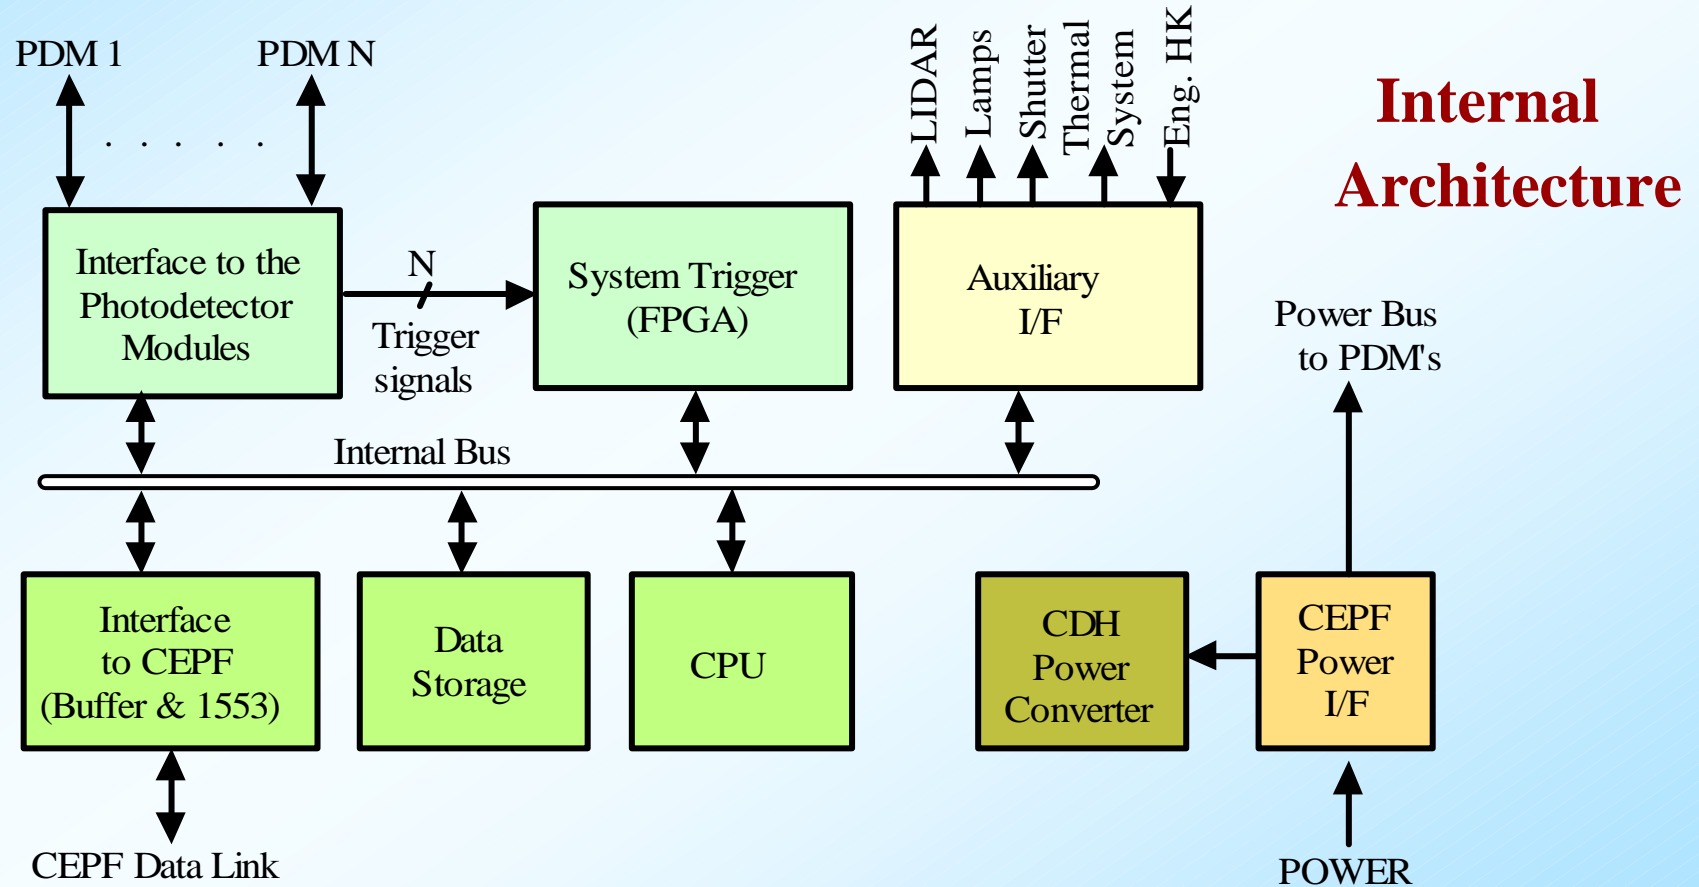 PDM 1
PDM N
LIDAR
Lamps
Shutter
Thermal
System
Eng. HK
Internal
Architecture
. . . . .
Interface to the
Photodetector
Modules
N
Trigger
signals
System Trigger
(FPGA)
Auxiliary
I/F
Power Bus
to PDM's
Internal Bus
Interface
to CEPF
(Buffer & 1553)
Data
Storage
CPU
CDH
Power
Converter
CEPF
Power
I/F
CEPF Data Link
POWER